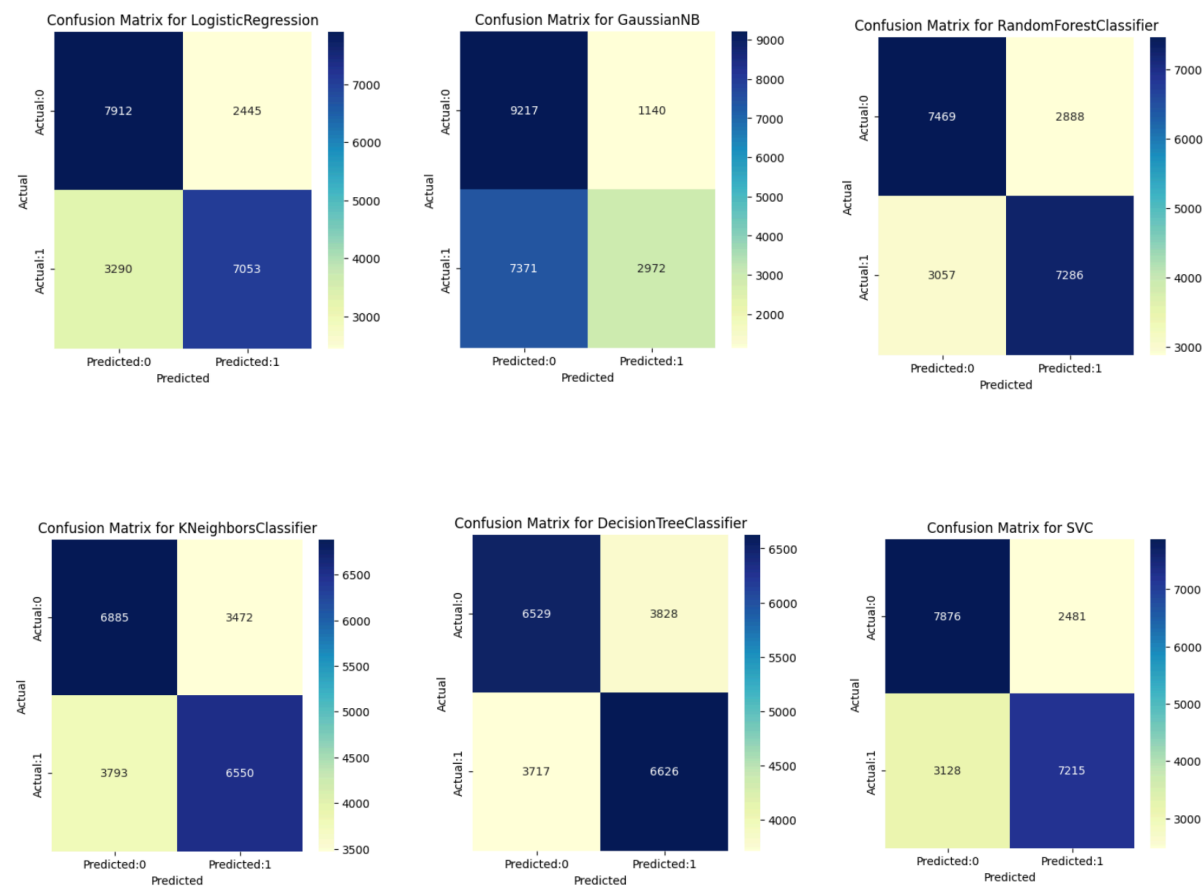 Confusion Matrix for LogisticRegression
Actual:0
Actual:1
Actual
7912
2445
3290
7053
Predicted:0
Predicted:1
Predicted
7000
6000
5000
4000
3000
Confusion Matrix for GaussianNB
Actual:0
Actual:1
Actual
9217
1140
7371
2972
Predicted:0
Predicted:1
Predicted
9000
8000
7000
6000
5000
4000
3000
2000
Confusion Matrix for RandomForestClassifier
Actual:0
Actual:1
Actual
7469
2888
3057
7286
Predicted:0
Predicted:1
Predicted
7000
6000
5000
4000
3000
Confusion Matrix for KNeighborsClassifier
Actual:0
Actual:1
Actual
6885
3472
3793
6550
Predicted:0
Predicted:1
Predicted
6500
6000
5500
5000
4500
4000
3500
Confusion Matrix for DecisionTreeClassifier
Actual:0
Actual:1
Actual
6529
3828
3717
6626
Predicted:0
Predicted:1
Predicted
6500
6000
5500
5000
4500
4000
Confusion Matrix for SVC
Actual:0
Actual:1
Actual
7876
2481
3128
7215
Predicted:0
Predicted:1
Predicted
7000
6000
5000
4000
3000